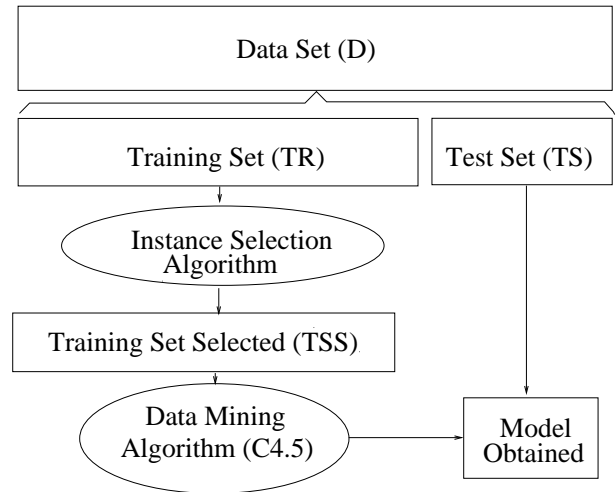 Data Set (D)
Training Set (TR)
Test Set (TS)
Instance Selection
Algorithm
Training Set Selected (TSS)
Data Mining
Algorithm (C4.5)
Model
Obtained